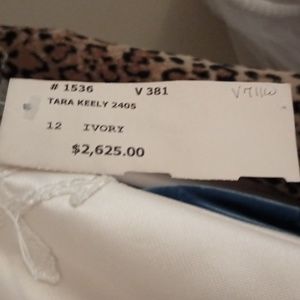 # 1536 V 381
TARA KEELY 2405
12 IVORY
$2,625.00